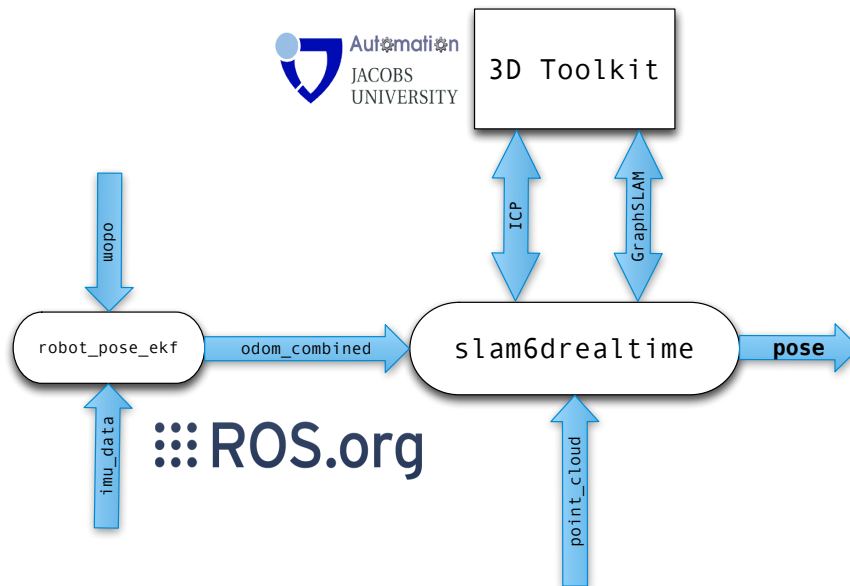 Automation
JACOBS
UNIVERSITY
3D Toolkit
ICP
GraphSLAM
odom
robot_pose_ekf
odom_combined
slam6drealtime
pose
imu_data
ROS.org
point_cloud